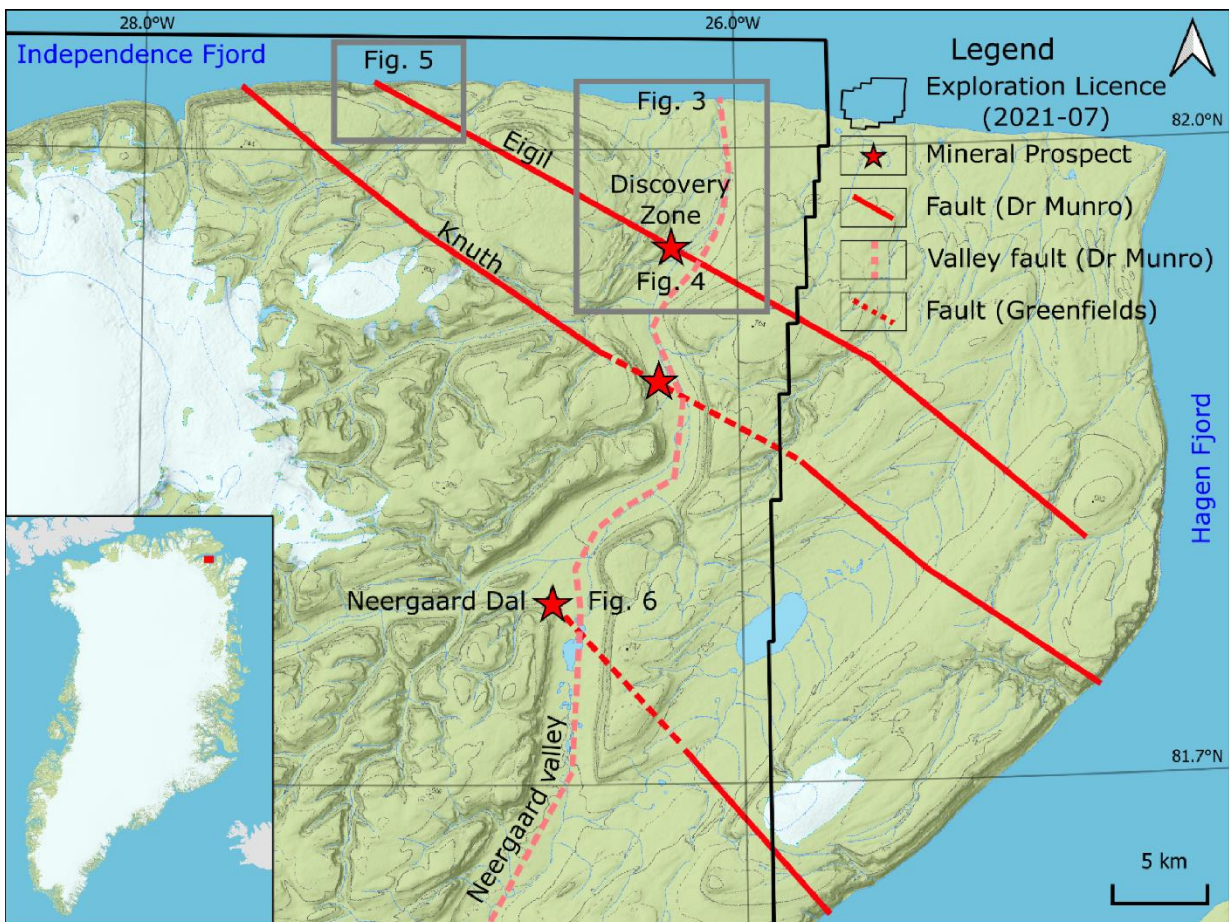 28.0°W
26.0°W
Independence Fjord
Fig. 5
Fig. 3
Legend
Exploration Licence
(2021-07)
Mineral Prospect
Fault (Dr Munro)
Valley fault (Dr Munro)
Fault (Greenfields)
82.0°N
Eigil
Discovery
Zone
Knuth
Fig. 4
Hagen Fjord
Neergaard Dal
Fig. 6
Neergaard valley
81.7°N
5 km